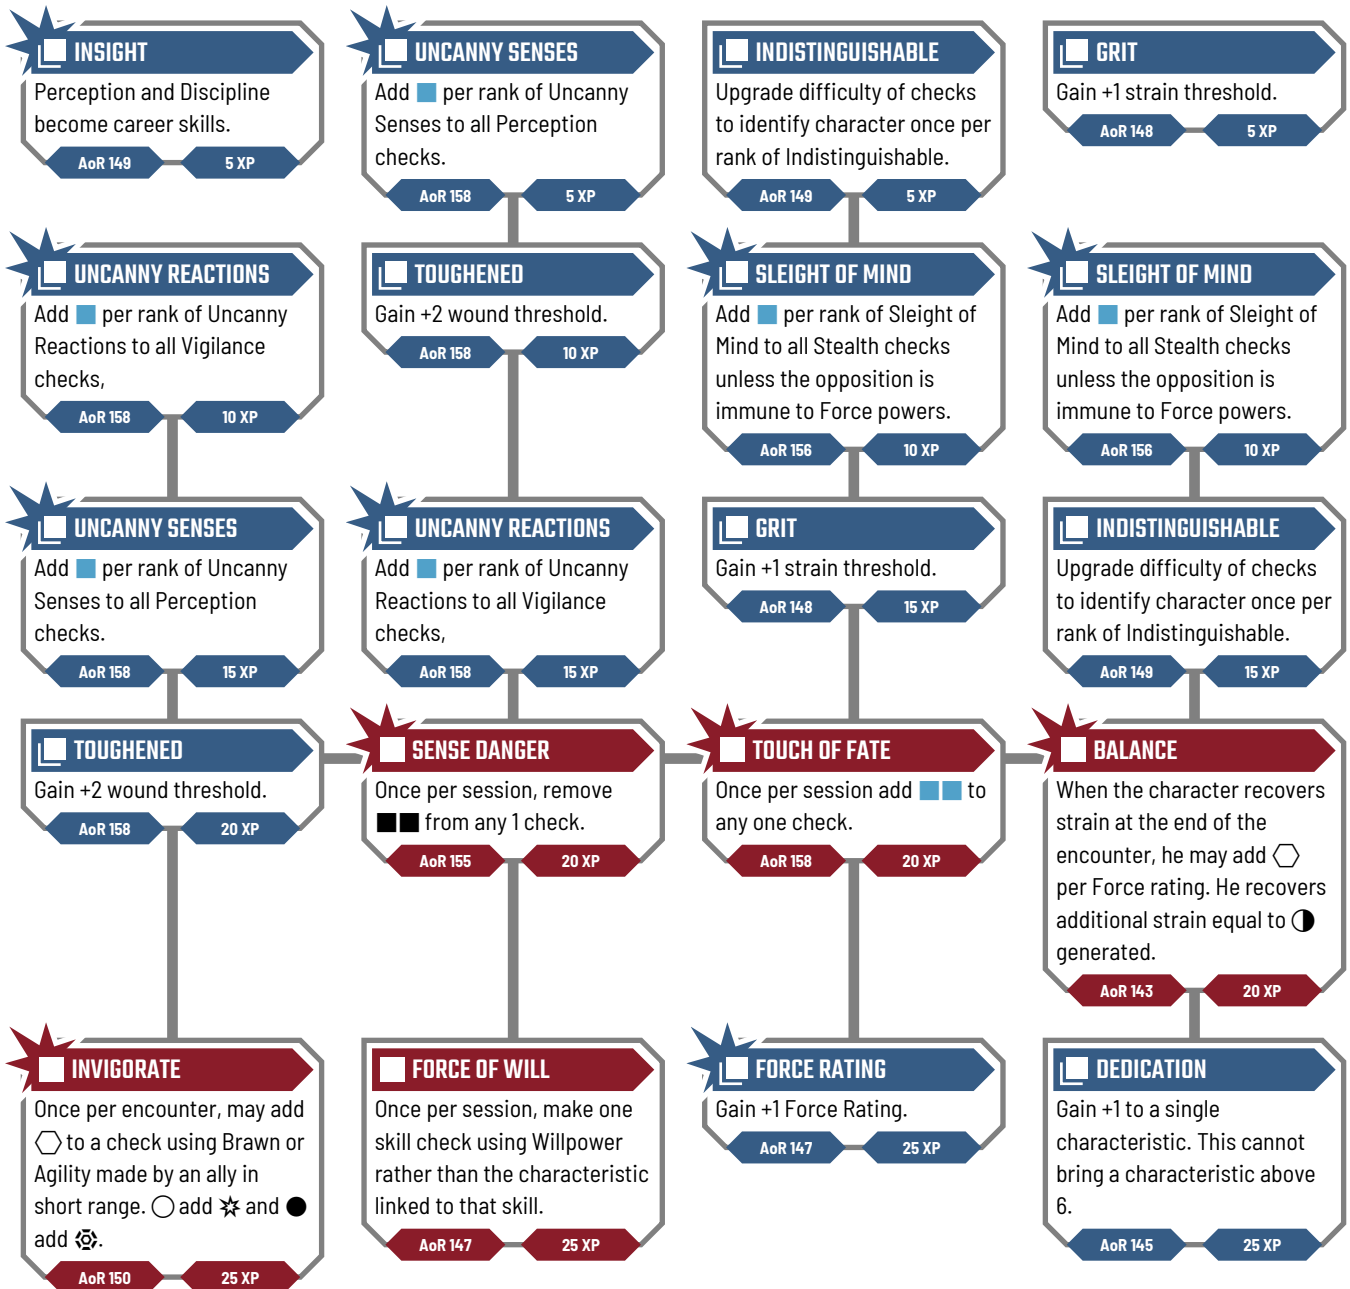 INSIGHT
Perception and Discipline
become career skills.
AoR 149
5 XP
UNCANNY SENSES
Add per rank of Uncanny
Senses to all Perception
checks.
AoR 158
5 XP
INDISTINGUISHABLE
Upgrade difficulty of checks
to identify character once per
rank of Indistinguishable.
AoR 149
5 XP
GRIT
Gain +1 strain threshold.
AoR 148
5 XP
UNCANNY REACTIONS
Add per rank of Uncanny
Reactions to all Vigilance
checks,
AoR 158
10 XP
TOUGHENED
Gain +2 wound threshold.
AoR 158
10 XP
SLEIGHT OF MIND
Add per rank of Sleight of
Mind to all Stealth checks
unless the opposition is
immune to Force powers.
AoR 156
10 XP
SLEIGHT OF MIND
Add per rank of Sleight of
Mind to all Stealth checks
unless the opposition is
immune to Force powers.
AoR 156
10 XP
UNCANNY SENSES
Add per rank of Uncanny
Senses to all Perception
checks.
AoR 158
15 XP
UNCANNY REACTIONS
Add per rank of Uncanny
Reactions to all Vigilance
checks,
AoR 158
15 XP
GRIT
Gain +1 strain threshold.
AoR 148
15 XP
INDISTINGUISHABLE
Upgrade difficulty of checks
to identify character once per
rank of Indistinguishable.
AoR 149
15 XP
TOUGHENED
Gain +2 wound threshold.
AoR 158
20 XP
SENSE DANGER
Once per session, remove
from any 1 check.
AoR 155
20 XP
TOUCH OF FATE
Once per session add to
any one check.
AoR 158
20 XP
BALANCE
When the character recovers
strain at the end of the
encounter, he may add
per Force rating. He recovers
additional strain equal to
generated.
AoR 143
20 XP
INVIGORATE
Once per encounter, may add
to a check using Brawn or
Agility made by an ally in
short range. add and
add .
AoR 150
25 XP
FORCE OF WILL
Once per session, make one
skill check using Willpower
rather than the characteristic
linked to that skill.
AoR 147
25 XP
FORCE RATING
Gain +1 Force Rating.
AoR 147
25 XP
DEDICATION
Gain +1 to a single
characteristic. This cannot
bring a characteristic above
6.
AoR 145
25 XP